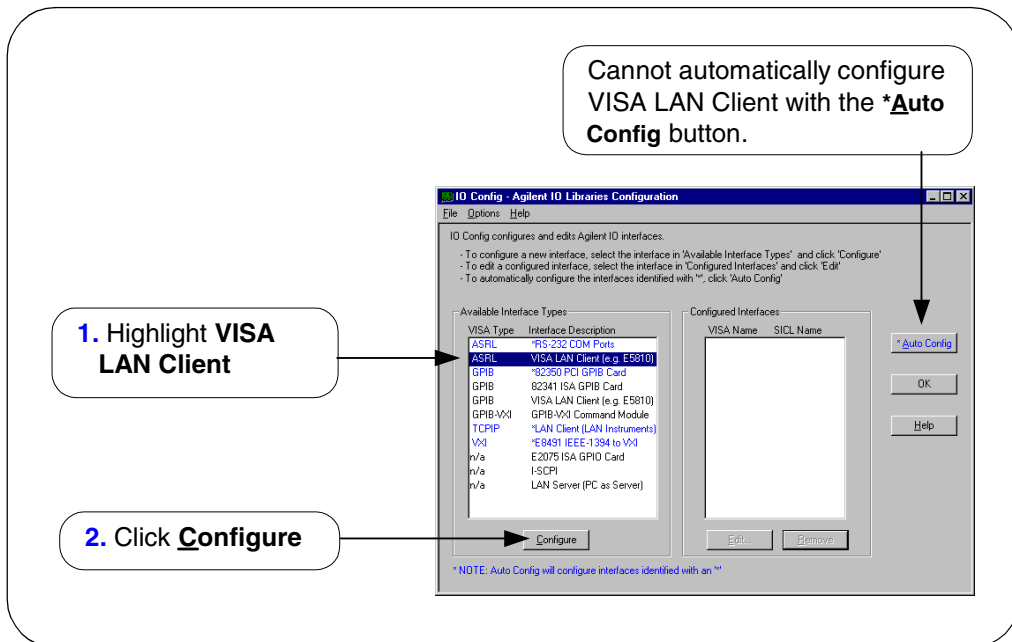 Cannot automatically configure
VISA LAN Client with the *Auto
Config button.
IO Config - Agilent IO Libraries Configuration
File Options Help
IO Config configures and edits Agilent IO interfaces.
- To configure a new interface, select the interface in 'Available Interface Types' and click 'Configure'
- To edit a configured interface, select the interface in 'Configured Interfaces' and click 'Edit'
- To automatically configure the interfaces identified with '*', click 'Auto Config'
1. Highlight VISA
LAN Client
Available Interface Types
VISA Type Interface Description
ASRL *RS-232 COM Ports
ASRL VISA LAN Client (e.g. E5810)
GPIB *82350 PCI GPIB Card
GPIB 82341 ISA GPIB Card
GPIB VISA LAN Client (e.g. E5810)
GPIB-VXI GPIB-VXI Command Module
TCPIP *LAN Client (LAN Instruments)
VXI *E8491 IEEE-1394 to VXI
n/a E2075 ISA GPIO Card
n/a I-SCPI
n/a LAN Server (PC as Server)
Configured Interfaces
VISA Name SICL Name
* Auto Config
OK
Help
2. Click Configure
Configure
Edit...
Remove
* NOTE: Auto Config will configure interfaces identified with an '*'